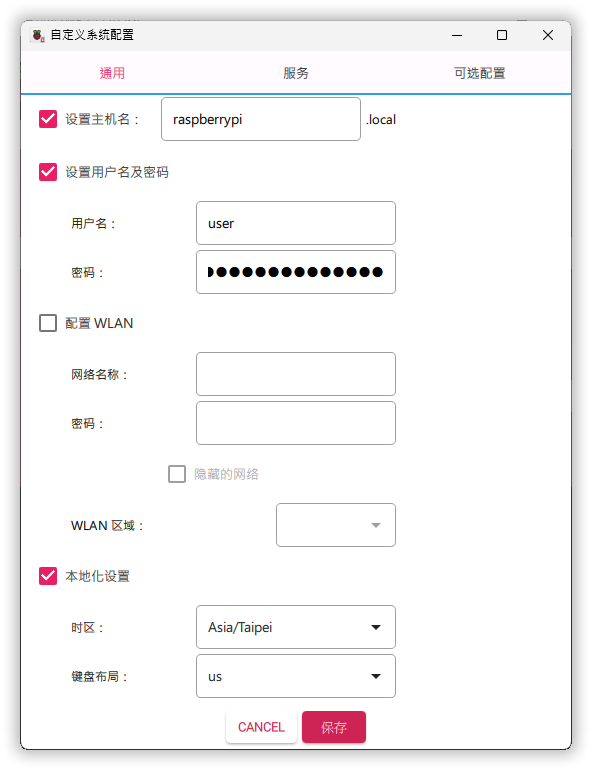 自定义系统配置
通用 服务 可选配置
设置主机名： raspberrypi .local
设置用户名及密码
用户名： user
密码： ●●●●●●●●●●●●●●
配置 WLAN
网络名称：
密码：
隐藏的网络
WLAN 区域：
本地化设置
时区： Asia/Taipei
键盘布局： us
CANCEL 保存